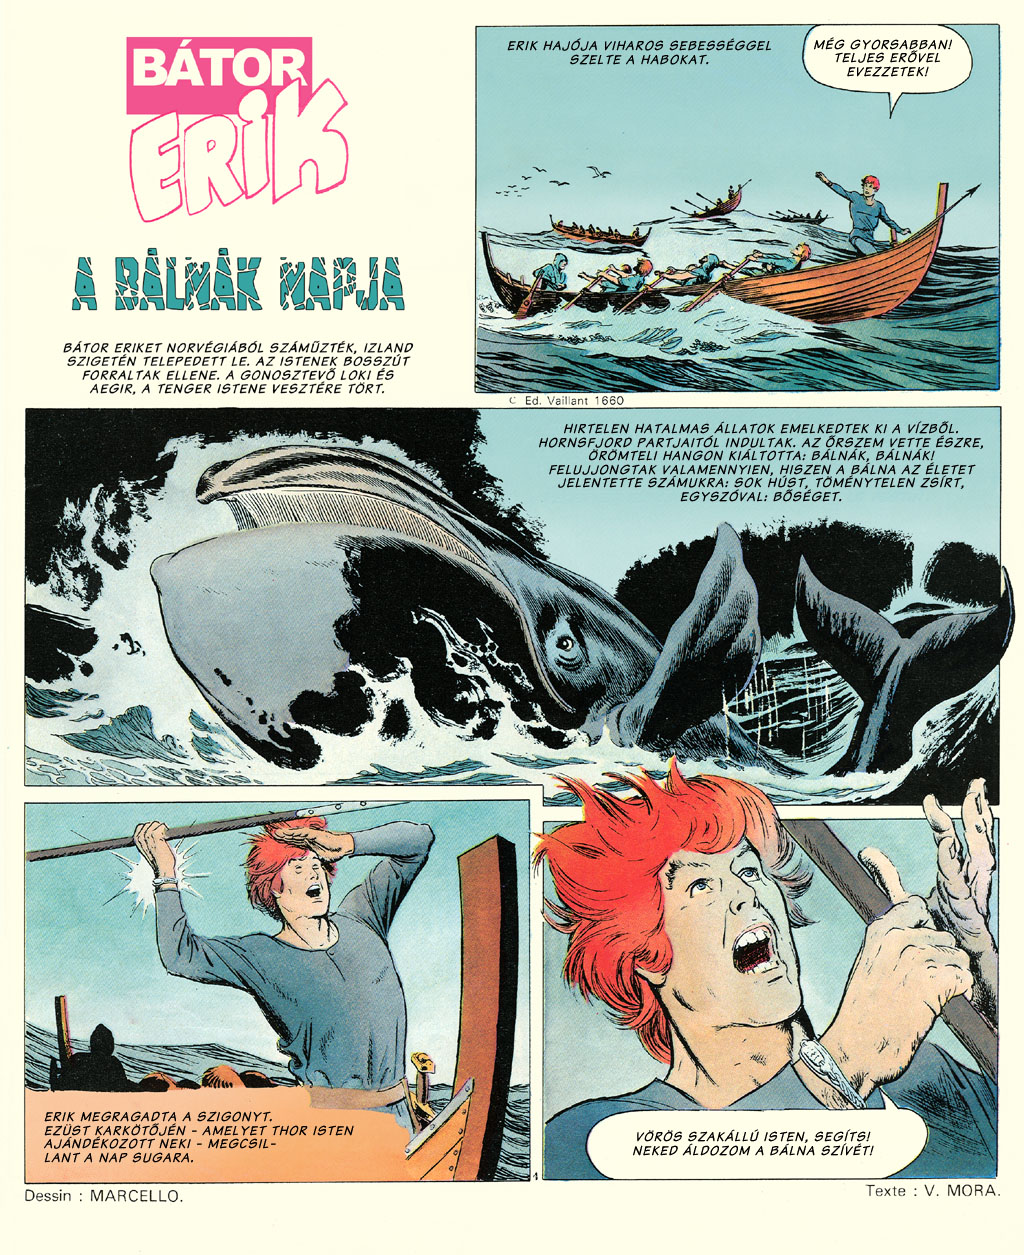 BÁTOR
ERIK
A BÁLNÁK NAPJA
BÁTOR ERIKET NORVÉGIÁBÓL SZÁMŰZTÉK, IZLAND
SZIGETÉN TELEPEDETT LE. AZ ISTENEK BOSSZÚT
FORRALTAK ELLENE. A GONOSZTEVŐ LOKI ÉS
AEGIR, A TENGER ISTENE VESZTÉRE TÖRT.
ERIK HAJÓJA VIHAROS SEBESSÉGGEL
SZELTE A HABOKAT.
MÉG GYORSABBAN!
TELJES ERŐVEL
EVEZZETEK!
© Ed. Vaillant 1660
HIRTELEN HATALMAS ÁLLATOK EMELKEDTEK KI A VÍZBŐL.
HORNSFJORD PARTJAITÓL INDULTAK. AZ ŐRSZEM VETTE ÉSZRE,
ÖRÖMTELI HANGON KIÁLTOTTA: BÁLNÁK, BÁLNÁK!
FELUJJONGTAK VALAMENNYIEN, HISZEN A BÁLNA AZ ÉLETET
JELENTETTE SZÁMUKRA: SOK HÚST, TÖMÉNYTELEN ZSÍRT,
EGYSZÓVAL: BŐSÉGET.
ERIK MEGRAGADTA A SZIGONYT.
EZÜST KARKÖTŐJÉN - AMELYET THOR ISTEN
AJÁNDÉKOZOTT NEKI - MEGCSIL-
LANT A NAP SUGARA.
VÖRÖS SZAKÁLLÚ ISTEN, SEGÍTS!
NEKED ÁLDOZOM A BÁLNA SZÍVÉT!
1
Dessin : MARCELLO.
Texte : V. MORA.